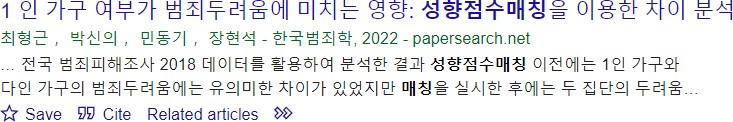 1 인 가구 여부가 범죄두려움에 미치는 영향: 성향점수매칭을 이용한 차이 분석
최형근, 박신의, 민동기, 장현석 - 한국범죄학, 2022 - papersearch.net
... 전국 범죄피해조사 2018 데이터를 활용하여 분석한 결과 성향점수매칭 이전에는 1인 가구와
다인 가구의 범죄두려움에는 유의미한 차이가 있었지만 매칭을 실시한 후에는 두 집단의 두려움...
Save Cite Related articles